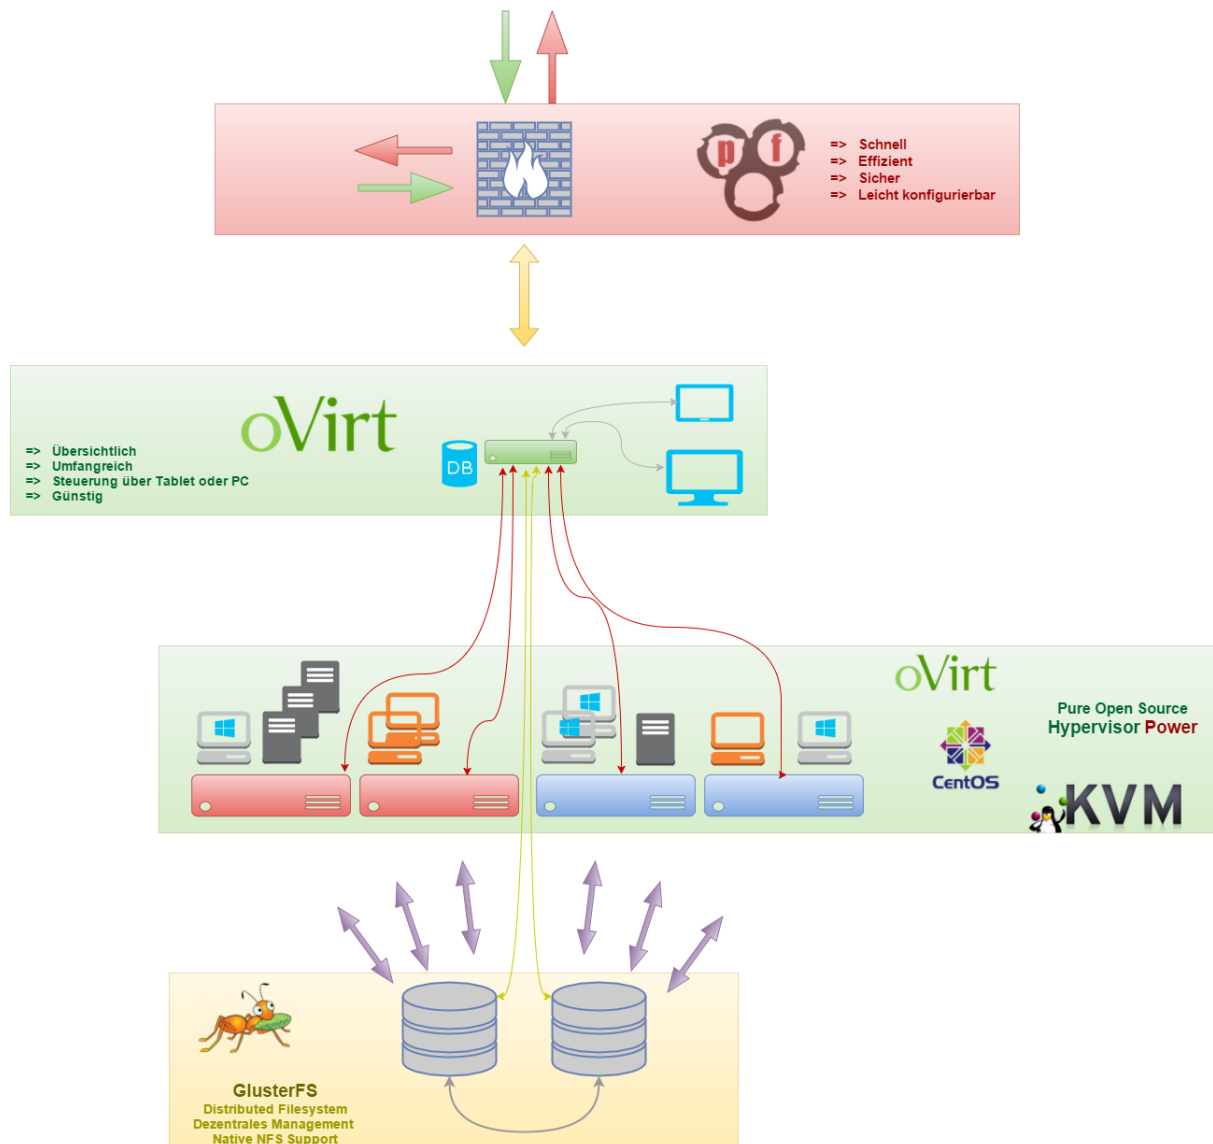 p f
=> Schnell
=> Effizient
=> Sicher
=> Leicht konfigurierbar
oVirt
=> Übersichtlich
=> Umfangreich
=> Steuerung über Tablet oder PC
=> Günstig
DB
oVirt
Pure Open Source
Hypervisor Power
CentOS
KVM
GlusterFS
Distributed Filesystem
Dezentrales Management
Native NFS Support